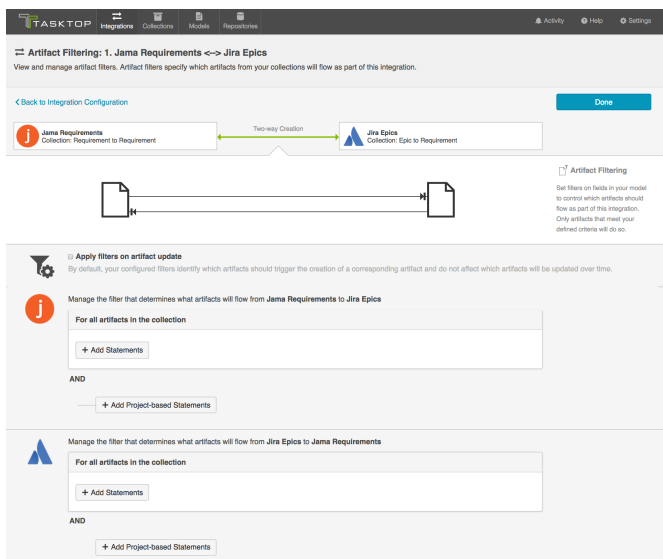 TASKTOP
Integrations
Collections
Models
Repositories
Activity
Help
Settings
Artifact Filtering: 1. Jama Requirements <--> Jira Epics
View and manage artifact filters. Artifact filters specify which artifacts from your collections will flow as part of this integration.
Back to Integration Configuration
Done
j
Jama Requirements
Collection: Requirement to Requirement
Two-way Creation
Jira Epics
Collection: Epic to Requirement
Artifact Filtering
Set filters on fields in your model
to control which artifacts should
flow as part of this integration.
Only artifacts that meet your
defined criteria will do so.
Apply filters on artifact update
By default, your configured filters identify which artifacts should trigger the creation of a corresponding artifact and do not affect which artifacts will be updated over time.
j
Manage the filter that determines what artifacts will flow from Jama Requirements to Jira Epics
For all artifacts in the collection
+ Add Statements
AND
+ Add Project-based Statements
Manage the filter that determines what artifacts will flow from Jira Epics to Jama Requirements
For all artifacts in the collection
+ Add Statements
AND
+ Add Project-based Statements